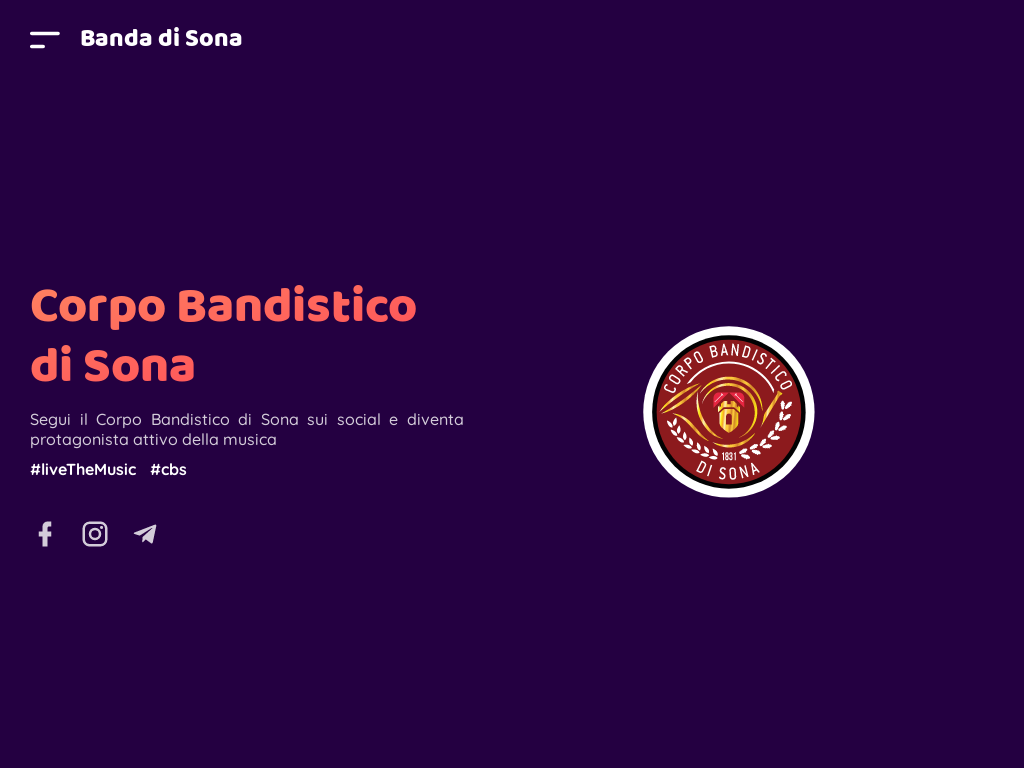 Banda di Sona
Corpo Bandistico
di Sona
Segui il Corpo Bandistico di Sona sui social e diventa
protagonista attivo della musica
#liveTheMusic #cbs
CORPO BANDISTICO
1831
DI SONA